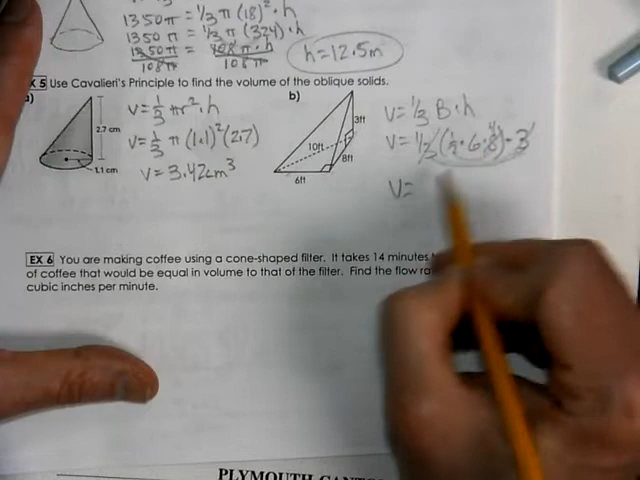 1350π = 1/3 π (18)² · h
1350π = 1/3 π (324) · h
1350π = 108π · h
108π 108π
h = 12.5m
X 5 Use Cavalieri's Principle to find the volume of the oblique solids.
a)
2.7 cm
1.1 cm
V = 1/3 πr² · h
V = 1/3 π (1.1)² (2.7)
V = 3.42cm³
b)
3ft
10ft
8ft
6ft
V = 1/3 B · h
V = 1/3 (1/2 · 6 · 8) · 3
4 1
V =
EX 6 You are making coffee using a cone-shaped filter. It takes 14 minutes
of coffee that would be equal in volume to that of the filter. Find the flow
cubic inches per minute.
PLYMOUTH